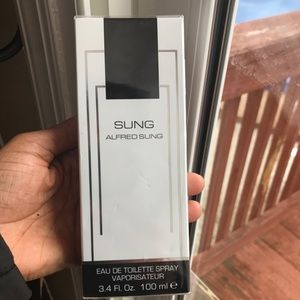 SUNG
ALFRED SUNG
EAU DE TOILETTE SPRAY
VAPORISATEUR
3.4 Fl. Oz. 100 ml ℮